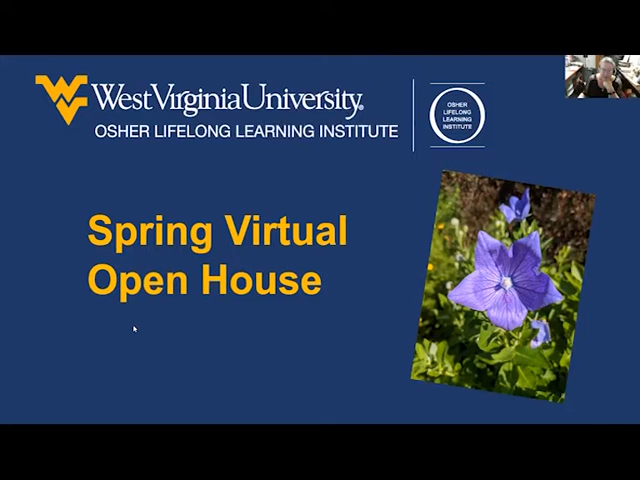 WestVirginiaUniversity®
OSHER LIFELONG LEARNING INSTITUTE
OSHER
LIFELONG
LEARNING
INSTITUTE
Spring Virtual
Open House